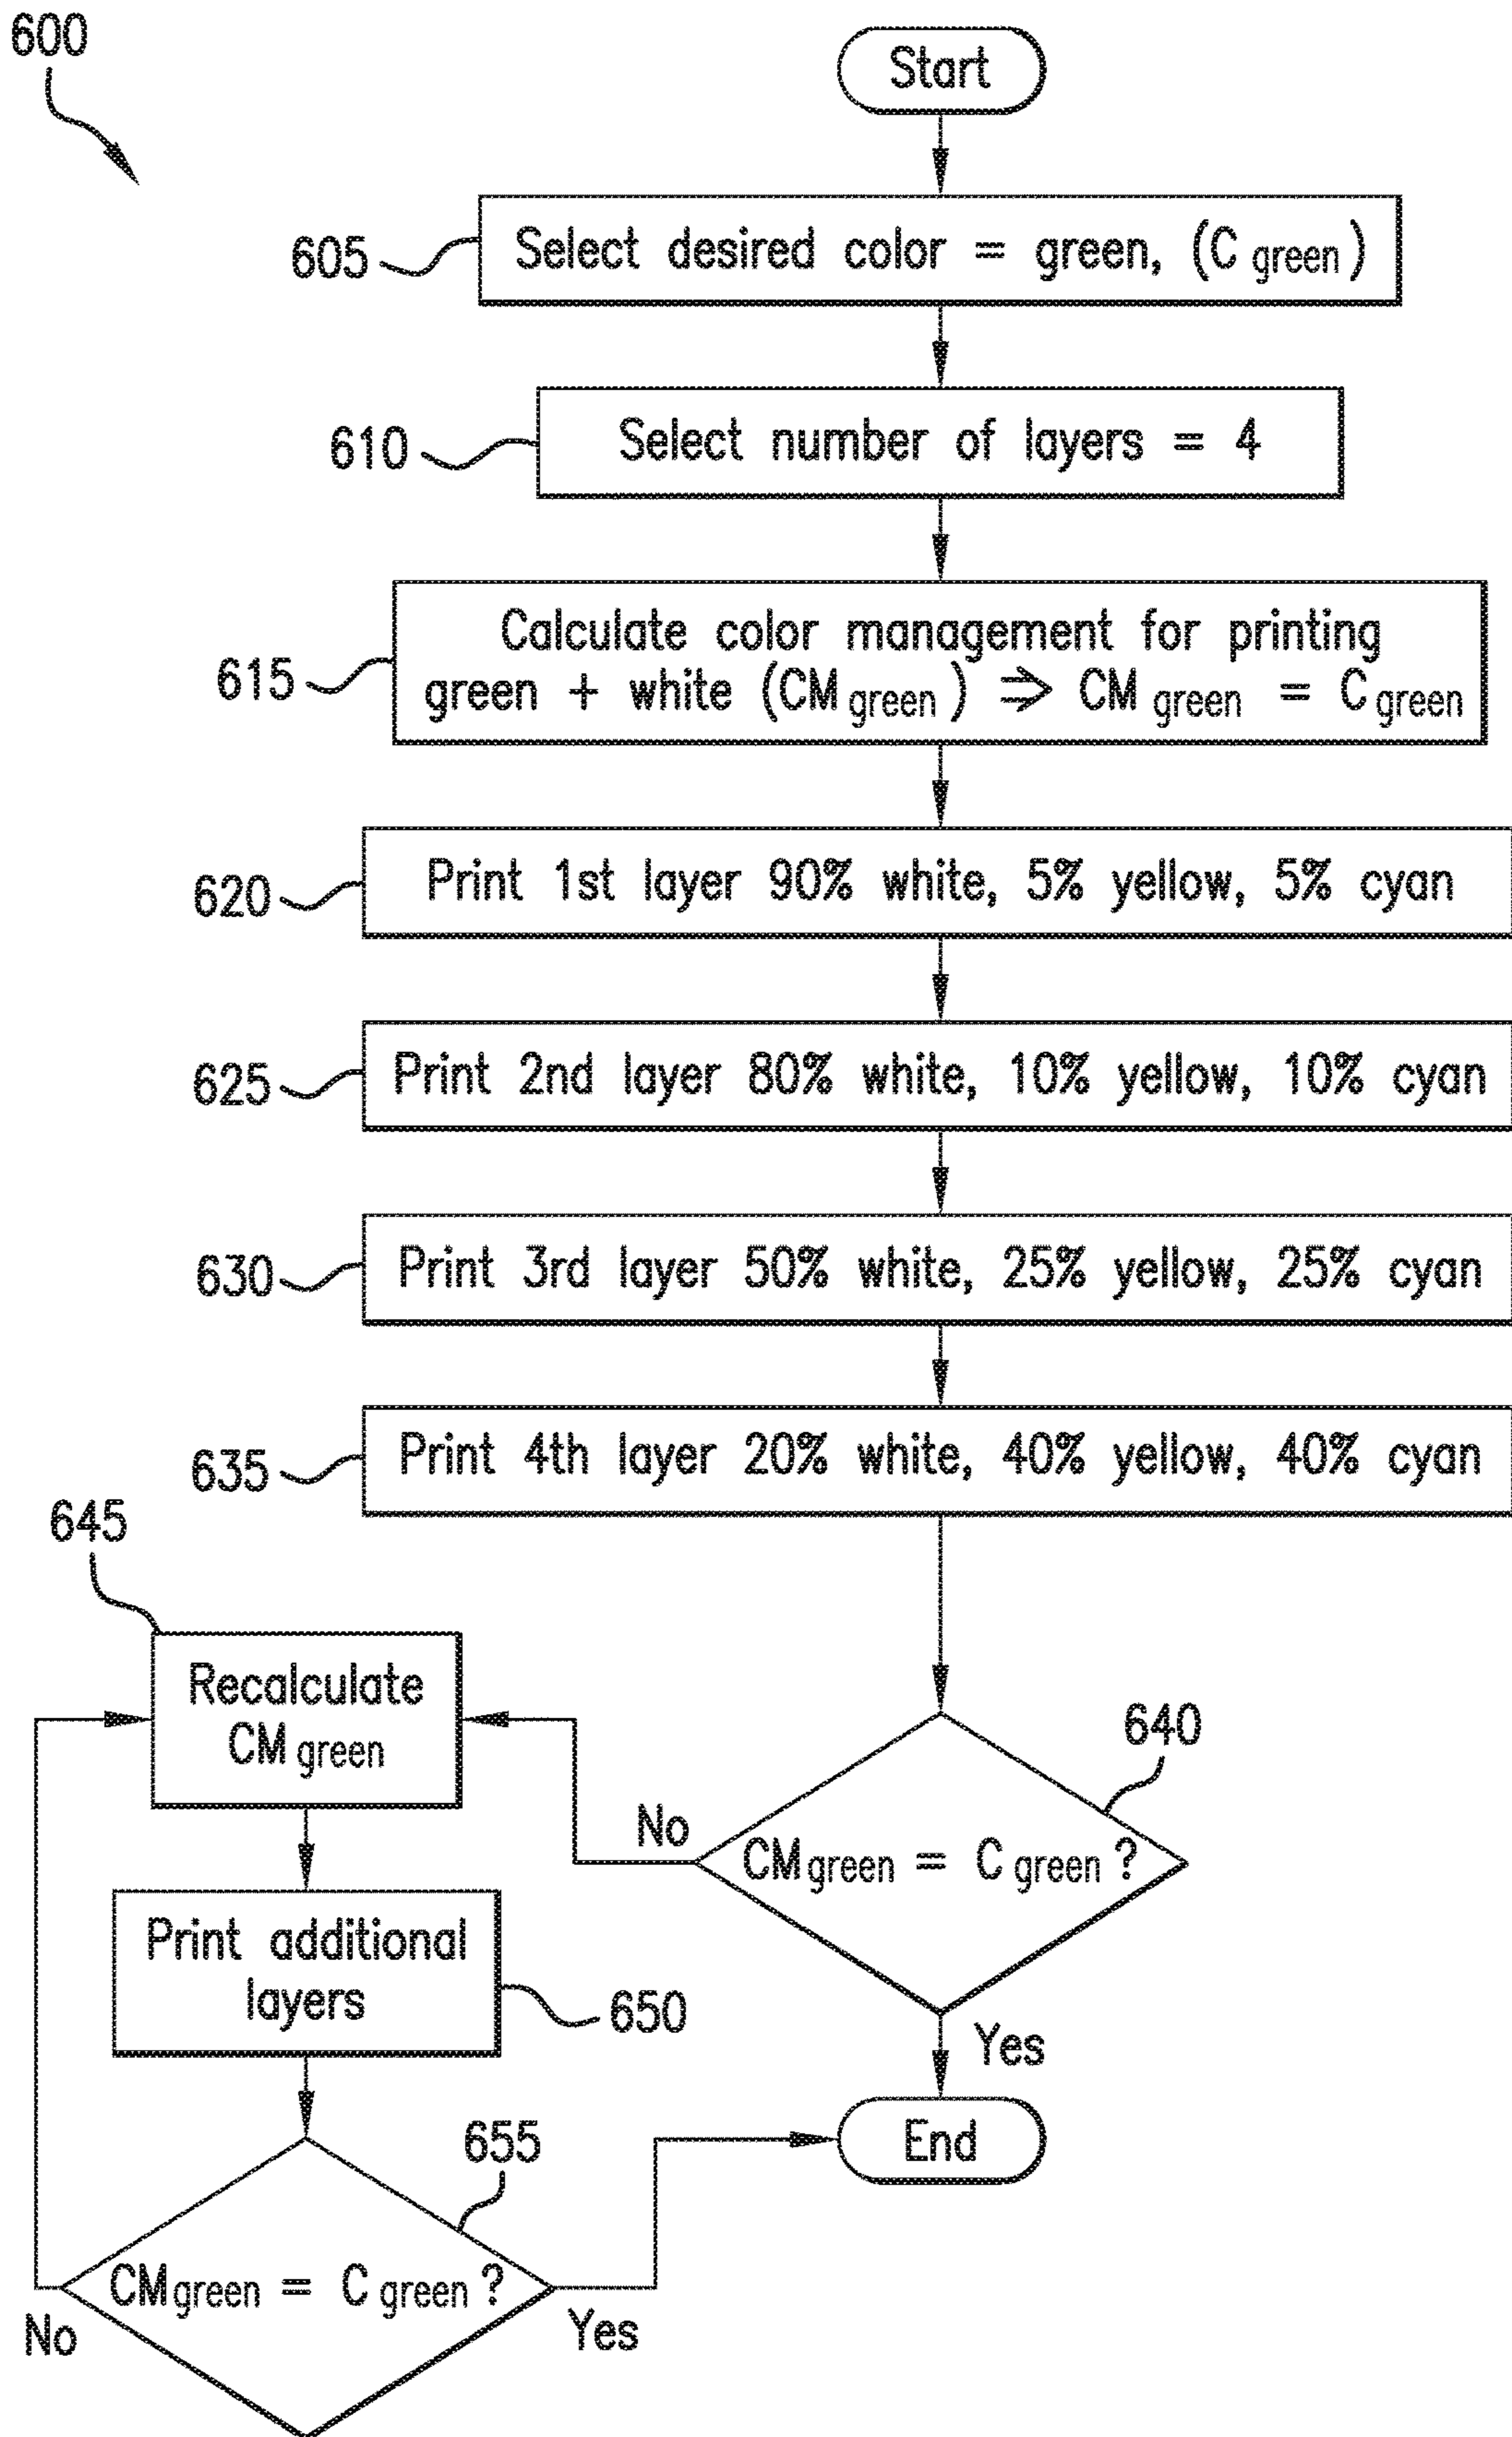 600
Start
605
Select desired color = green, (C green)
610
Select number of layers = 4
615
Calculate color management for printing
green + white (CM green) ⇒ CM green = C green
620
Print 1st layer 90% white, 5% yellow, 5% cyan
625
Print 2nd layer 80% white, 10% yellow, 10% cyan
630
Print 3rd layer 50% white, 25% yellow, 25% cyan
635
Print 4th layer 20% white, 40% yellow, 40% cyan
645
Recalculate
CM green
640
No
CM green = C green ?
Print additional
layers
650
Yes
End
655
CM green = C green ?
No
Yes